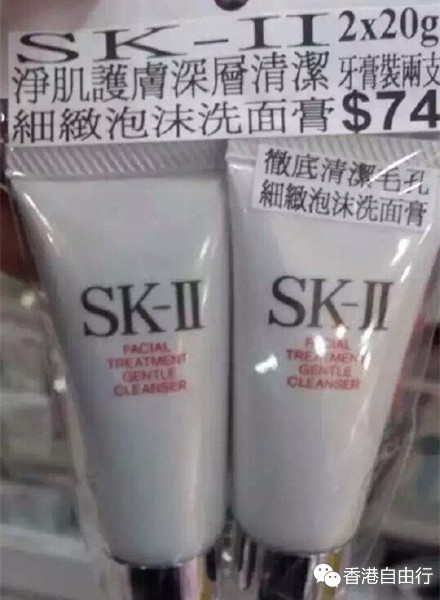 SK-II 2x20g
淨肌護膚深層清潔 牙膏裝兩支
細緻泡沫洗面膏 $74
徹底清潔毛孔
細緻泡沫洗面膏
SK-II
FACIAL
TREATMENT
GENTLE
CLEANSER
SK-II
FACIAL
TREATMENT
GENTLE
CLEANSER
香港自由行